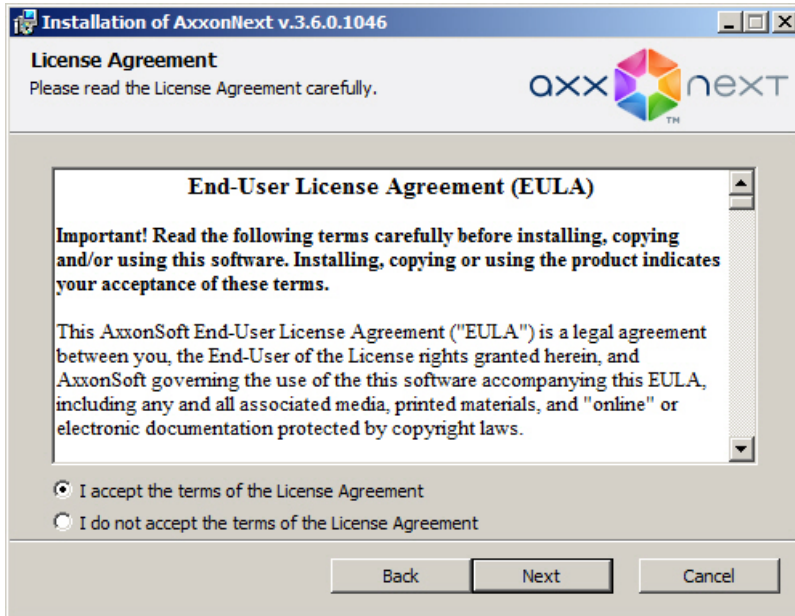 Installation of AxxonNext v.3.6.0.1046
License Agreement
Please read the License Agreement carefully.
axx next
TM
End-User License Agreement (EULA)
Important! Read the following terms carefully before installing, copying
and/or using this software. Installing, copying or using the product indicates
your acceptance of these terms.
This AxxonSoft End-User License Agreement ("EULA") is a legal agreement
between you, the End-User of the License rights granted herein, and
AxxonSoft governing the use of the this software accompanying this EULA,
including any and all associated media, printed materials, and "online" or
electronic documentation protected by copyright laws.
I accept the terms of the License Agreement
I do not accept the terms of the License Agreement
Back Next Cancel